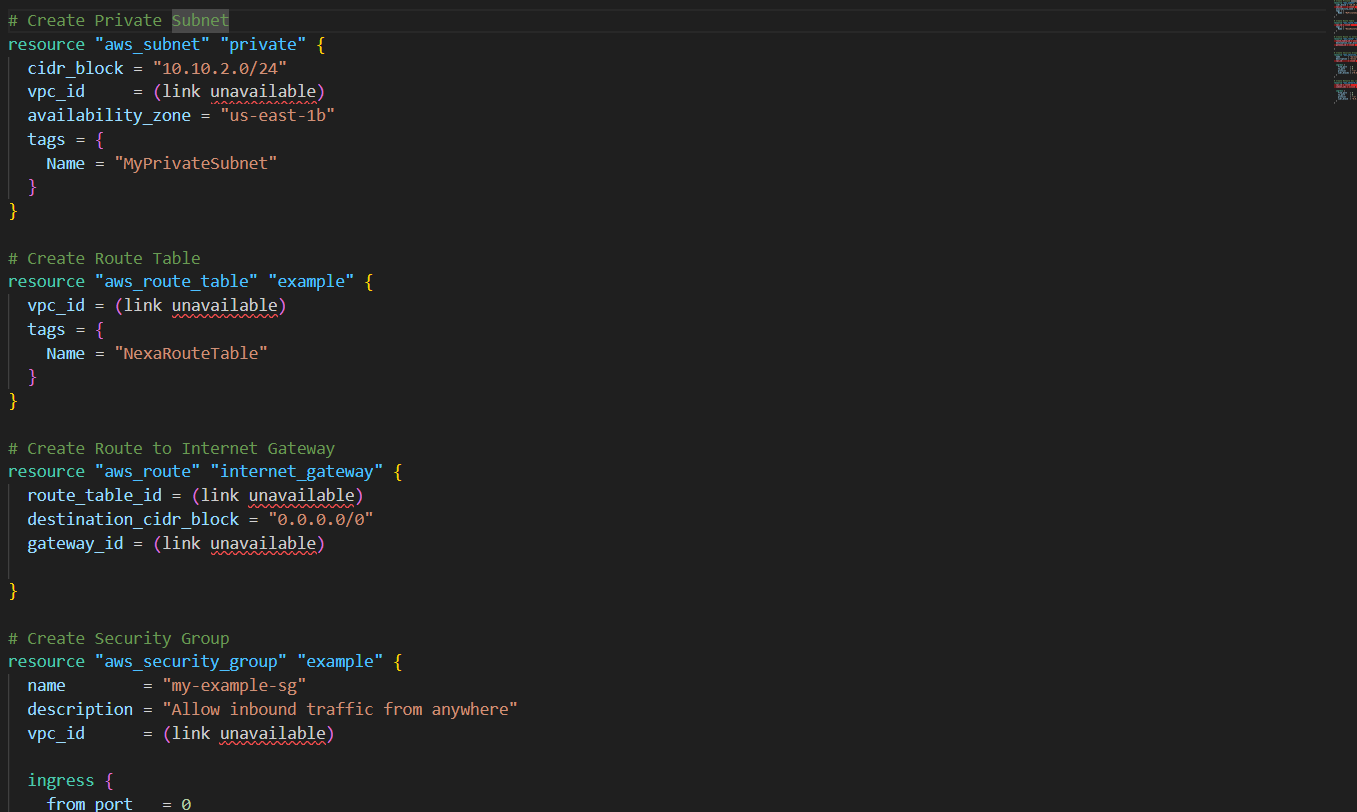 # Create Private Subnet
resource "aws_subnet" "private" {
  cidr_block = "10.10.2.0/24"
  vpc_id     = (link unavailable)
  availability_zone = "us-east-1b"
  tags = {
    Name = "MyPrivateSubnet"
  }
}

# Create Route Table
resource "aws_route_table" "example" {
  vpc_id = (link unavailable)
  tags = {
    Name = "NexaRouteTable"
  }
}

# Create Route to Internet Gateway
resource "aws_route" "internet_gateway" {
  route_table_id = (link unavailable)
  destination_cidr_block = "0.0.0.0/0"
  gateway_id = (link unavailable)

}

# Create Security Group
resource "aws_security_group" "example" {
  name        = "my-example-sg"
  description = "Allow inbound traffic from anywhere"
  vpc_id      = (link unavailable)

  ingress {
    from_port   = 0